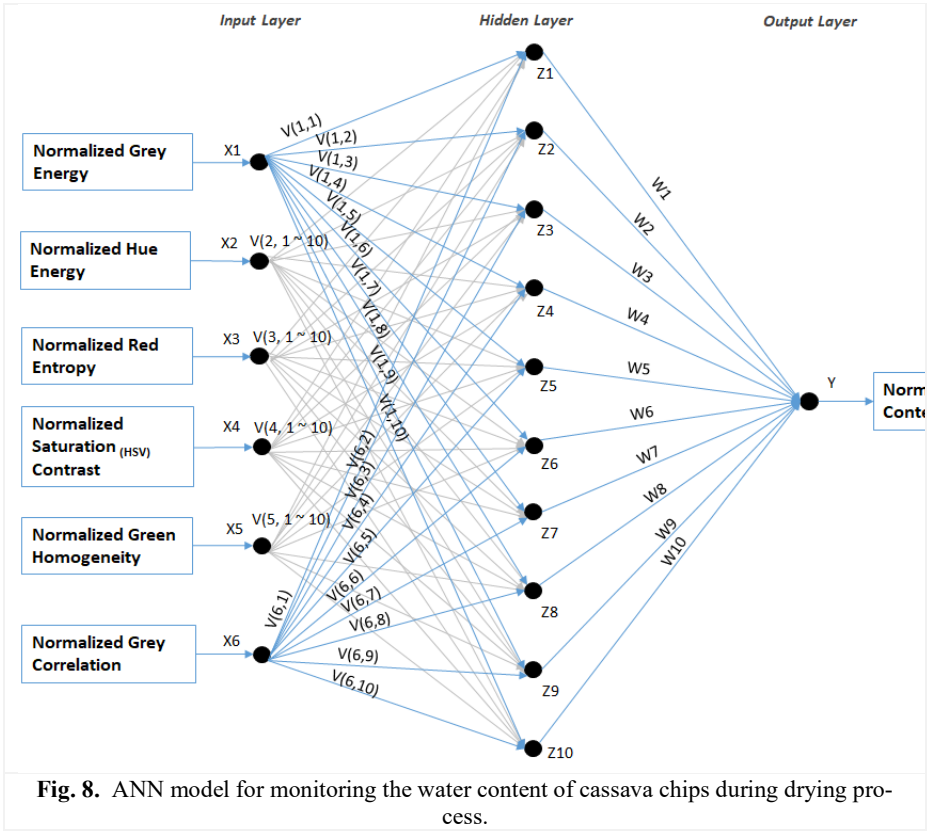 Input Layer
Hidden Layer
Output Layer
Normalized Grey
Energy
X1
V(1,1)
V(1,2)
V(1,3)
V(1,4)
V(1,5)
V(1,6)
V(1,7)
V(1,8)
V(1,9)
V(1,10)
Normalized Hue
Energy
X2
V(2, 1 ~ 10)
Normalized Red
Entropy
X3
V(3, 1 ~ 10)
Normalized
Saturation (HSV)
Contrast
X4
V(4, 1 ~ 10)
Normalized Green
Homogeneity
X5
V(5, 1 ~ 10)
Normalized Grey
Correlation
X6
V(6,1)
V(6,2)
V(6,3)
V(6,4)
V(6,5)
V(6,6)
V(6,7)
V(6,8)
V(6,9)
V(6,10)
Z1
Z2
Z3
Z4
Z5
Z6
Z7
Z8
Z9
Z10
W1
W2
W3
W4
W5
W6
W7
W8
W9
W10
Y
Norm
Conte
Fig. 8. ANN model for monitoring the water content of cassava chips during drying pro-
cess.